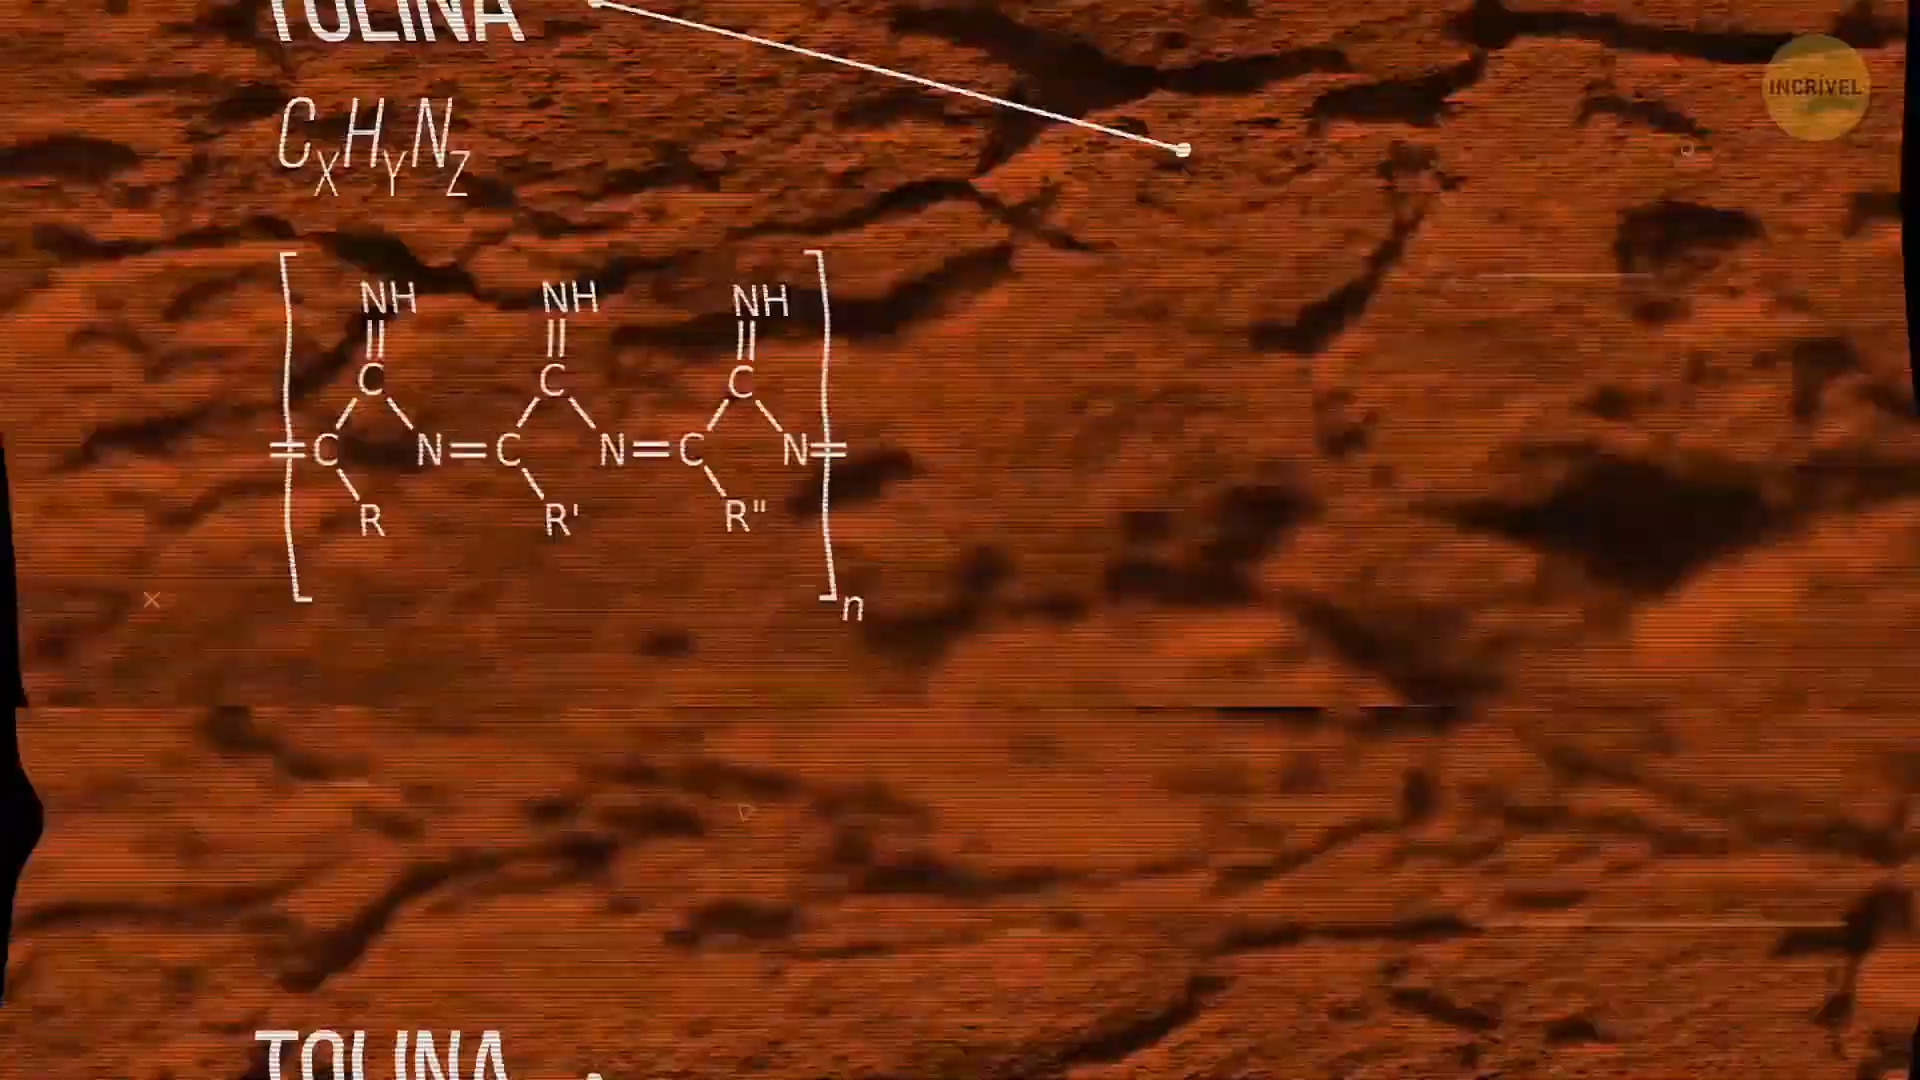 TOLINA
INCRÍVEL
CXHYNZ
NH NH NH
C C C
C N C N C N
R R' R"
n
TOLINA